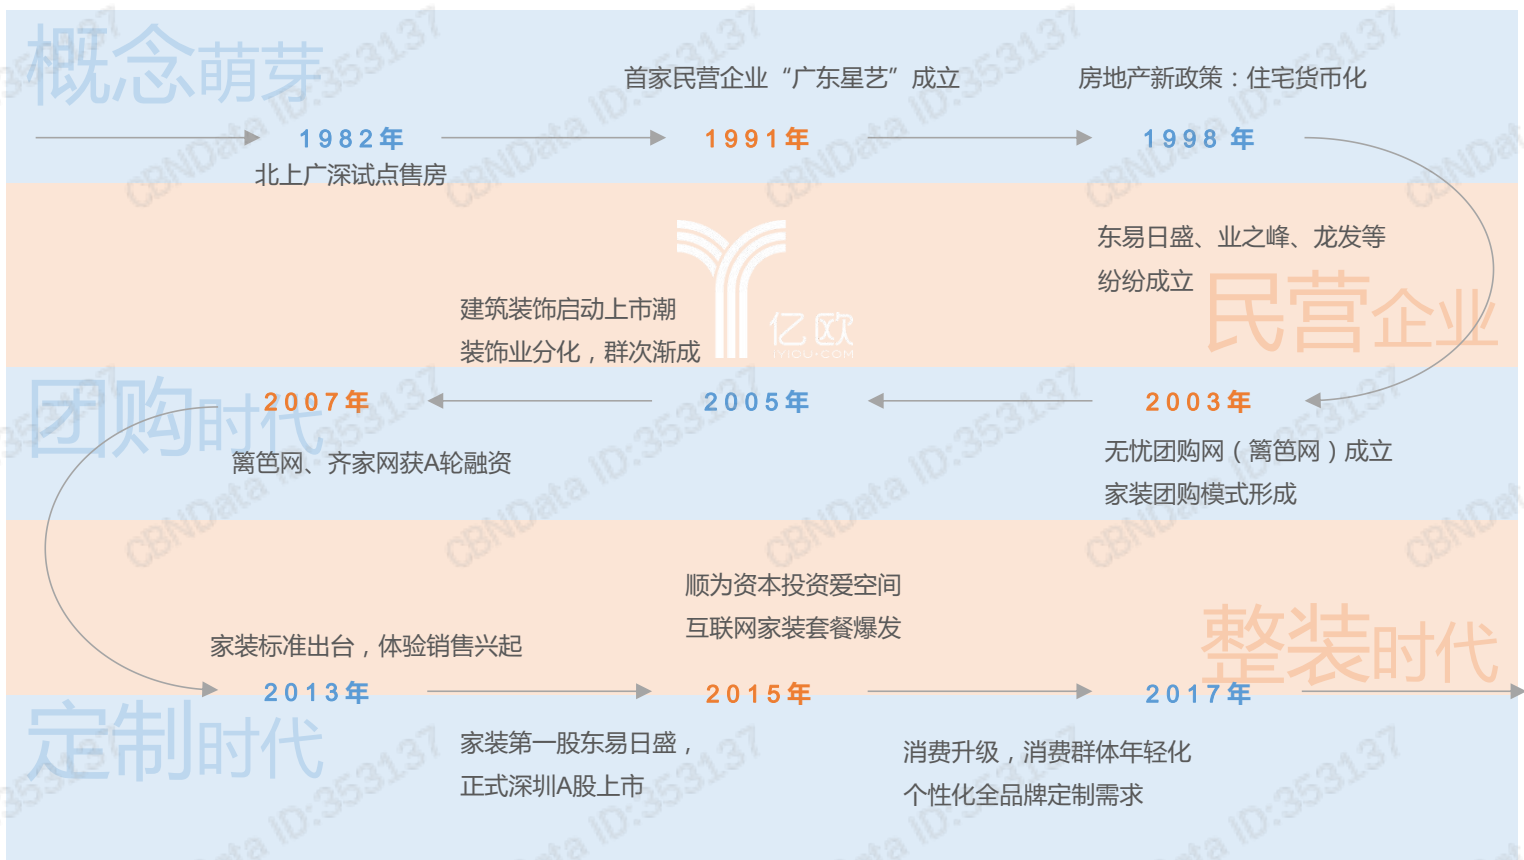 概念萌芽
首家民营企业“广东星艺”成立
房地产新政策：住宅货币化
1982年
1991年
1998 年
北上广深试点售房
东易日盛、业之峰、龙发等
纷纷成立
民营企业
建筑装饰启动上市潮
装饰业分化，群次渐成
亿欧
IYIOU·COM
团购时代
2007年
2005年
2003年
篱笆网、齐家网获A轮融资
无忧团购网（篱笆网）成立
家装团购模式形成
顺为资本投资爱空间
互联网家装套餐爆发
整装时代
家装标准出台，体验销售兴起
2013年
2015年
2017年
定制时代
家装第一股东易日盛，
正式深圳A股上市
消费升级，消费群体年轻化
个性化全品牌定制需求
CBNData ID:353137